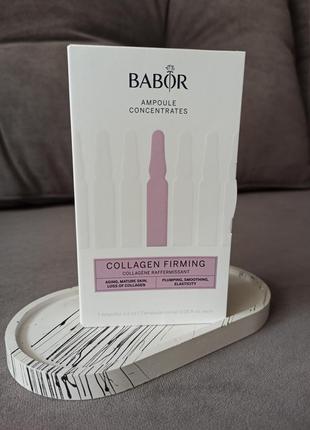 BABOR
AMPOULE
CONCENTRATES
COLLAGEN FIRMING
COLLAGÈNE RAFFERMISSANT
AGING, MATURE SKIN,
LOSS OF COLLAGEN
PLUMPING, SMOOTHING,
ELASTICITY